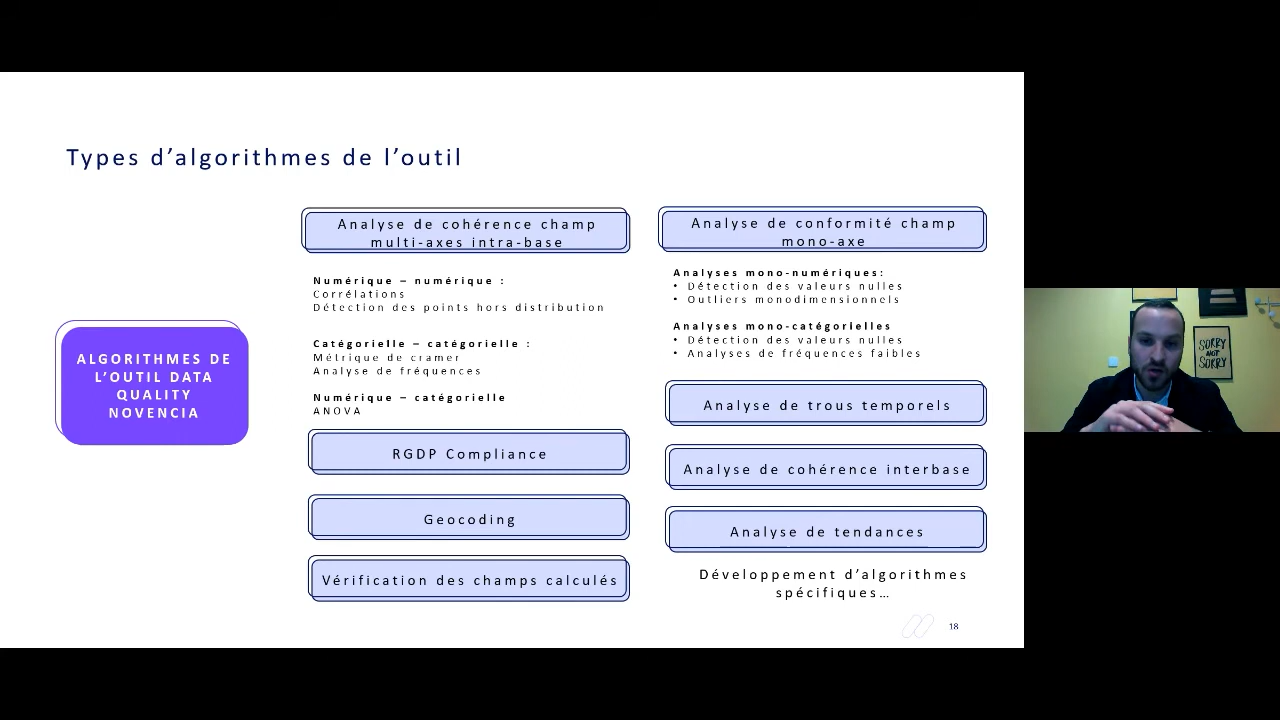 Types d’algorithmes de l’outil
ALGORITHMES DE
L’OUTIL DATA
QUALITY
NOVENCIA
Analyse de cohérence champ
multi-axes intra-base
Numérique – numérique :
Corrélations
Détection des points hors distribution
Catégorielle – catégorielle :
Métrique de cramer
Analyse de fréquences
Numérique – catégorielle
ANOVA
RGDP Compliance
Geocoding
Vérification des champs calculés
Analyse de conformité champ
mono-axe
Analyses mono-numériques:
• Détection des valeurs nulles
• Outliers monodimensionnels
Analyses mono-catégorielles
• Détection des valeurs nulles
• Analyses de fréquences faibles
Analyse de trous temporels
Analyse de cohérence interbase
Analyse de tendances
Développement d’algorithmes
spécifiques…
18
SORRY
NOT
SORRY